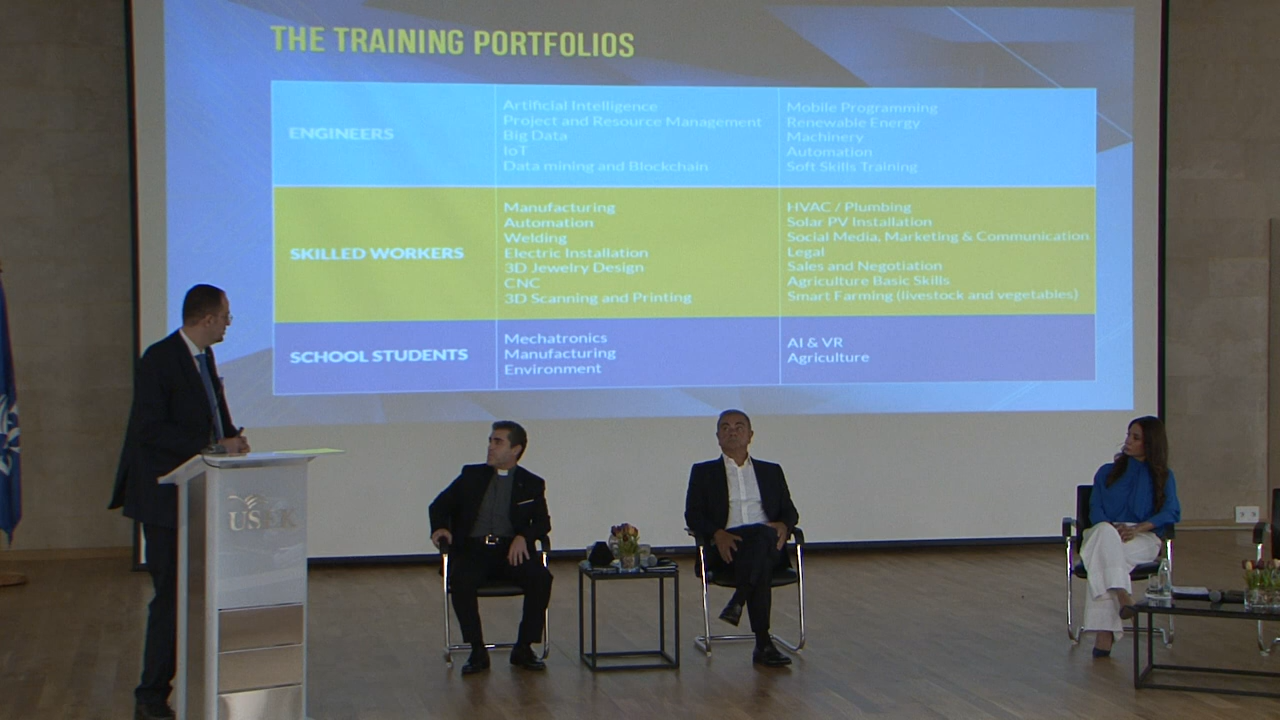 THE TRAINING PORTFOLIOS
ENGINEERS
Artificial Intelligence
Project and Resource Management
Big Data
IoT
Data mining and Blockchain
Mobile Programming
Renewable Energy
Machinery
Automation
Soft Skills Training
SKILLED WORKERS
Manufacturing
Automation
Welding
Electric Installation
3D Jewelry Design
CNC
3D Scanning and Printing
HVAC / Plumbing
Solar PV Installation
Social Media, Marketing & Communication
Legal
Sales and Negotiation
Agriculture Basic Skills
Smart Farming (livestock and vegetables)
SCHOOL STUDENTS
Mechatronics
Manufacturing
Environment
AI & VR
Agriculture
USEK